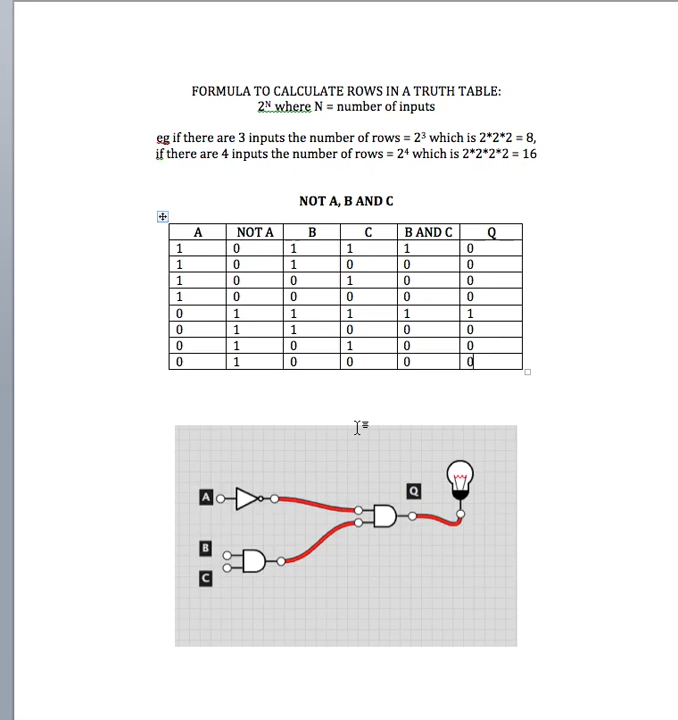 FORMULA TO CALCULATE ROWS IN A TRUTH TABLE:
2ᴺ where N = number of inputs
eg if there are 3 inputs the number of rows = 2³ which is 2*2*2 = 8,
if there are 4 inputs the number of rows = 2⁴ which is 2*2*2*2 = 16
NOT A, B AND C
A NOT A B C B AND C Q
1 0 1 1 1 0
1 0 1 0 0 0
1 0 0 1 0 0
1 0 0 0 0 0
0 1 1 1 1 1
0 1 1 0 0 0
0 1 0 1 0 0
0 1 0 0 0 0
A
Q
B
C